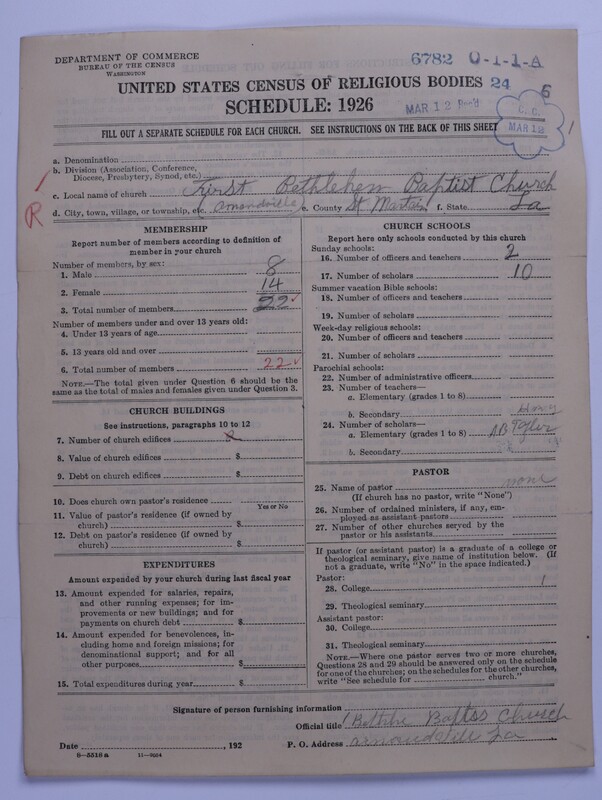 DEPARTMENT OF COMMERCE
BUREAU OF THE CENSUS
WASHINGTON
6782 0-1-1-A
UNITED STATES CENSUS OF RELIGIOUS BODIES 24 6
SCHEDULE: 1926
MAR 12
C. C. MAR 12
FILL OUT A SEPARATE SCHEDULE FOR EACH CHURCH. SEE INSTRUCTIONS ON THE BACK OF THIS SHEET
a. Denomination
b. Division (Association, Conference, Diocese, Presbytery, Synod, etc.)
c. Local name of church First Bethlehem Baptist Church
R
d. City, town, village, or township, etc. e. County St Martin f. State La
MEMBERSHIP
Report number of members according to definition of member in your church
Number of members, by sex:
1. Male 8
2. Female 14
3. Total number of members 22
Number of members under and over 13 years old:
4. Under 13 years of age
5. 13 years old and over
6. Total number of members 22
NOTE.—The total given under Question 6 should be the same as the total of males and females given under Question 3.
CHURCH BUILDINGS
See instructions, paragraphs 10 to 12
7. Number of church edifices
8. Value of church edifices $
9. Debt on church edifices $
10. Does church own pastor's residence
Yes or No
11. Value of pastor's residence (if owned by church) $
12. Debt on pastor's residence (if owned by church) $
EXPENDITURES
Amount expended by your church during last fiscal year
13. Amount expended for salaries, repairs, and other running expenses; for improvements or new buildings; and for payments on church debt $
14. Amount expended for benevolences, including home and foreign missions; for denominational support; and for all other purposes $
15. Total expenditures during year $
CHURCH SCHOOLS
Report here only schools conducted by this church
Sunday schools:
16. Number of officers and teachers 2
17. Number of scholars 10
Summer vacation Bible schools:
18. Number of officers and teachers
19. Number of scholars
Week-day religious schools:
20. Number of officers and teachers
21. Number of scholars
Parochial schools:
22. Number of administrative officers
23. Number of teachers—
a. Elementary (grades 1 to 8)
b. Secondary
24. Number of scholars—
a. Elementary (grades 1 to 8)
b. Secondary
PASTOR
25. Name of pastor none
(If church has no pastor, write "None")
26. Number of ordained ministers, if any, employed as assistant pastors
27. Number of other churches served by the pastor or his assistants
If pastor (or assistant pastor) is a graduate of a college or theological seminary, give name of institution below. (If not a graduate, write "No" in the space indicated.)
Pastor:
28. College
29. Theological seminary
Assistant pastor:
30. College
31. Theological seminary
NOTE.—Where one pastor serves two or more churches, Questions 28 and 29 should be answered only on the schedule for one of the churches; on the schedules for the other churches, write "See schedule for church."
Signature of person furnishing information
Official title Church
Date , 192 P. O. Address La
6—5518 a 11—9024